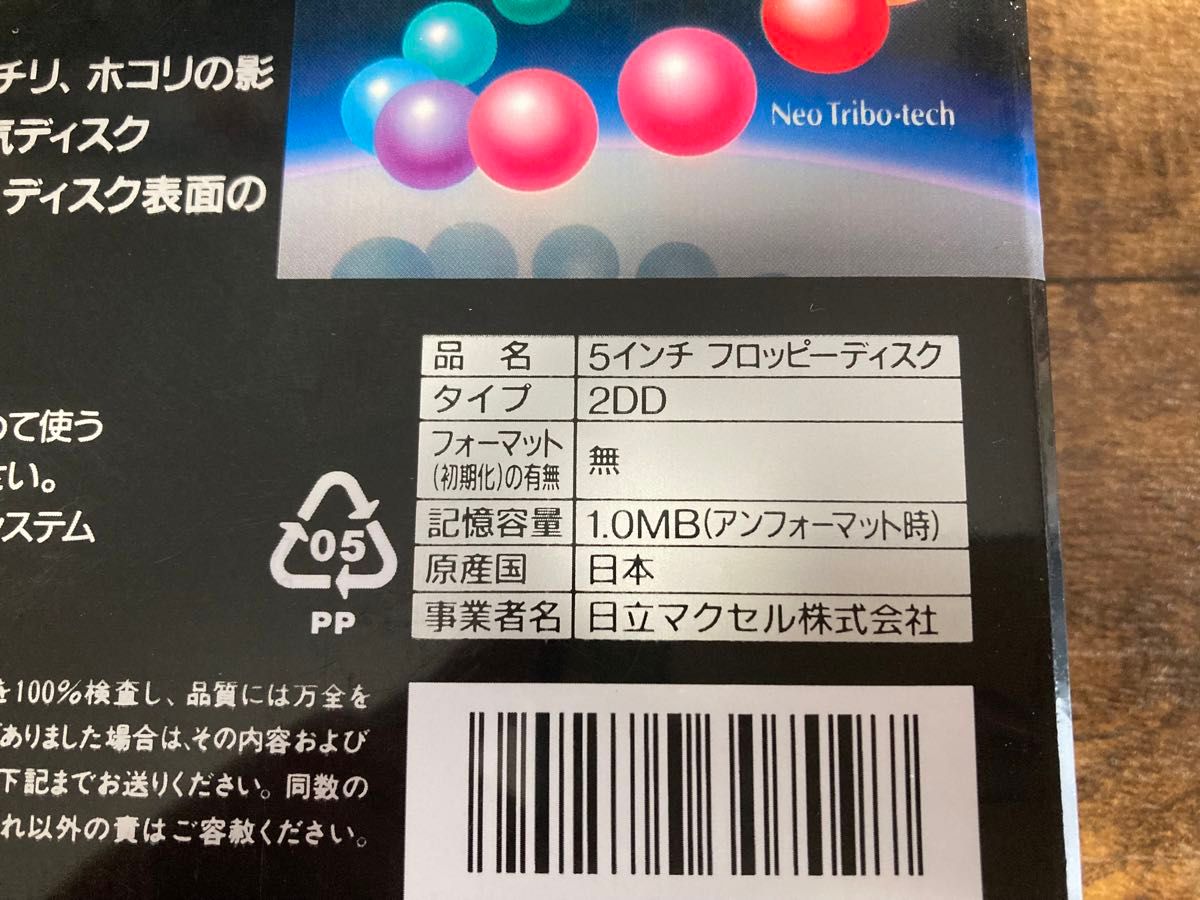 チリ、ホコリの影
気ディスク
ディスク表面の
Neo Tribo-tech
めて使う
さい。
システム
05
PP
品 名 5インチ フロッピーディスク
タイプ 2DD
フォーマット(初期化)の有無 無
記憶容量 1.0MB(アンフォーマット時)
原産国 日本
事業者名 日立マクセル株式会社
を100%検査し、品質には万全を
がありました場合は、その内容および
下記までお送りください。同数の
れ以外の責はご容赦ください。